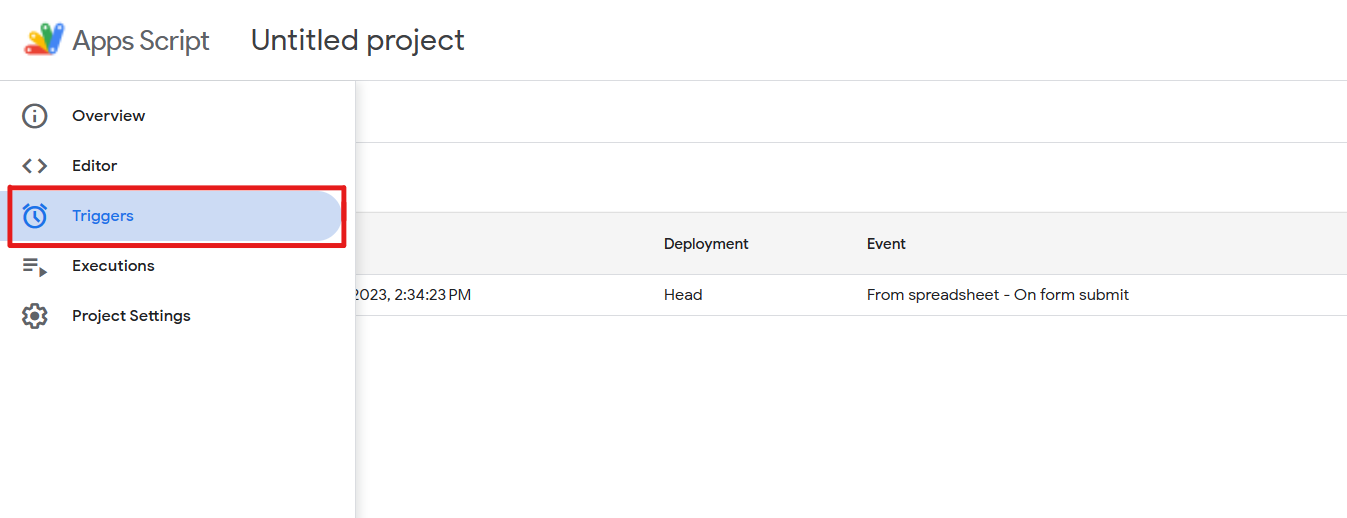 Apps Script Untitled project
Overview
Editor
Triggers
Executions
Project Settings
Deployment Event
2023, 2:34:23 PM Head From spreadsheet - On form submit